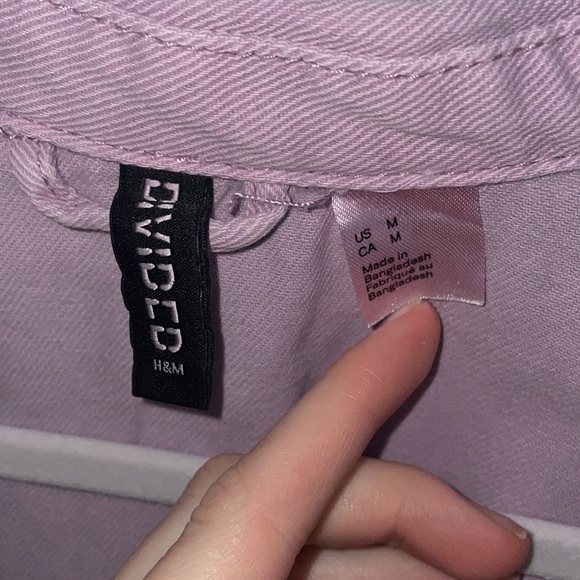 DIVIDED
H&M
US M
CA M
Made in
Bangladesh
Fabriqué au
Bangladesh